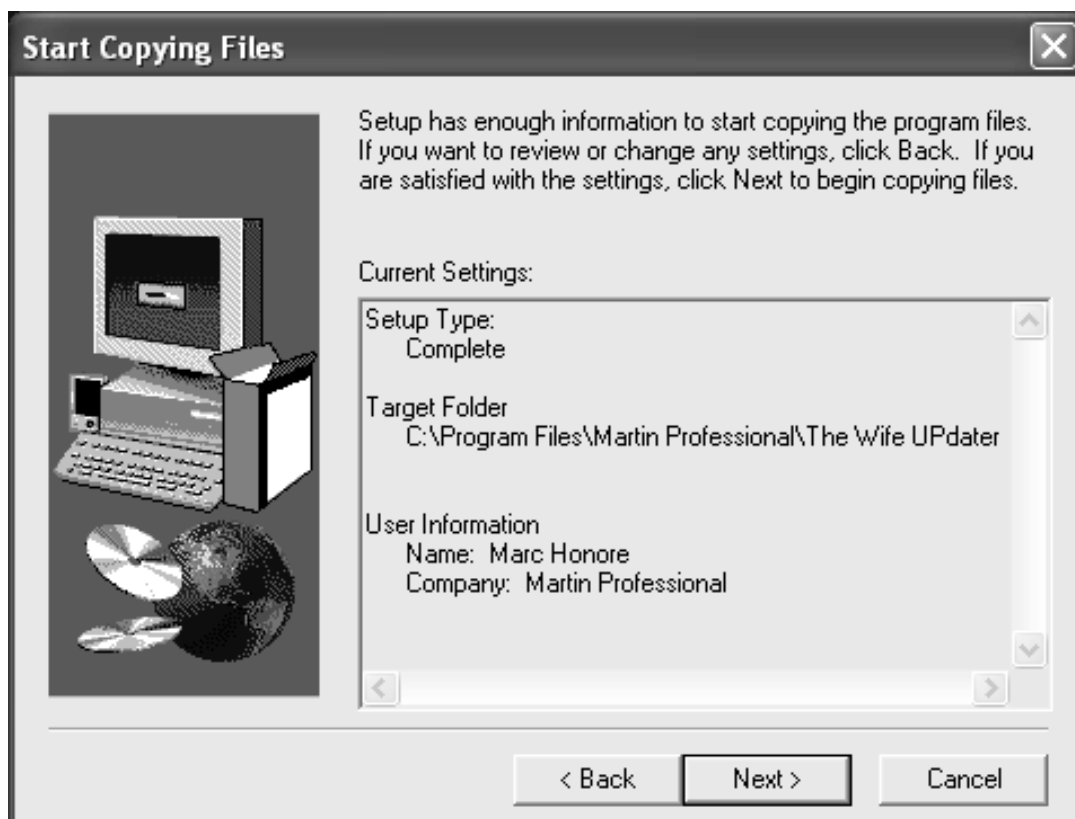 Start Copying Files
Setup has enough information to start copying the program files.
If you want to review or change any settings, click Back. If you
are satisfied with the settings, click Next to begin copying files.
Current Settings:
Setup Type:
Complete
Target Folder
C:\Program Files\Martin Professional\The Wife UPdater
User Information
Name: Marc Honore
Company: Martin Professional
< Back
Next >
Cancel